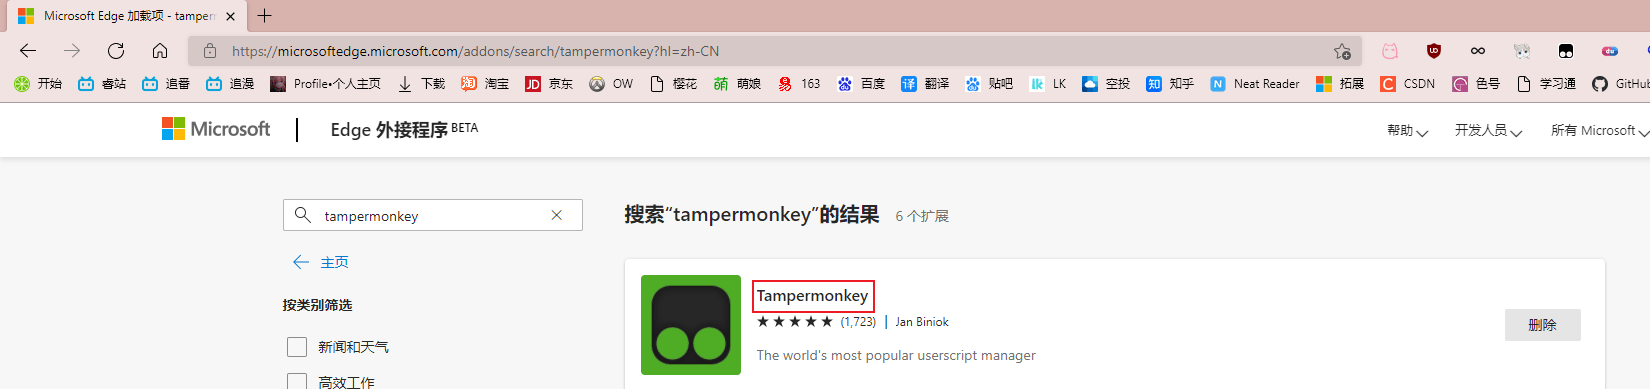 Microsoft Edge 加载项 - tamper
https://microsoftedge.microsoft.com/addons/search/tampermonkey?hl=zh-CN
开始 睿站 追番 追漫 Profile•个人主页 下载 淘宝 京东 OW 樱花 萌娘 163 百度 翻译 贴吧 LK 空投 知乎 Neat Reader 拓展 CSDN 色号 学习通 GitHub
Microsoft Edge 外接程序 BETA 帮助 开发人员 所有 Microsoft
tampermonkey
搜索“tampermonkey”的结果 6 个扩展
主页
Tampermonkey
按类别筛选
(1,723) Jan Biniok
删除
新闻和天气
The world's most popular userscript manager
高效工作